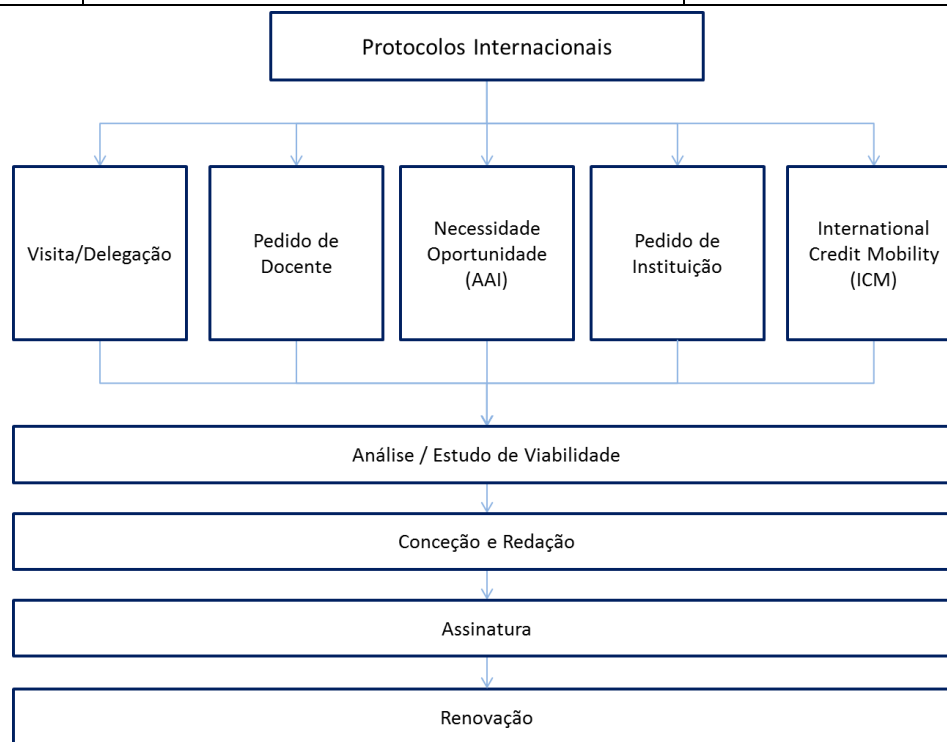 Protocolos Internacionais
Visita/Delegação
Pedido de
Docente
Necessidade
Oportunidade
(AAI)
Pedido de
Instituição
International
Credit Mobility
(ICM)
Análise / Estudo de Viabilidade
Conceção e Redação
Assinatura
Renovação